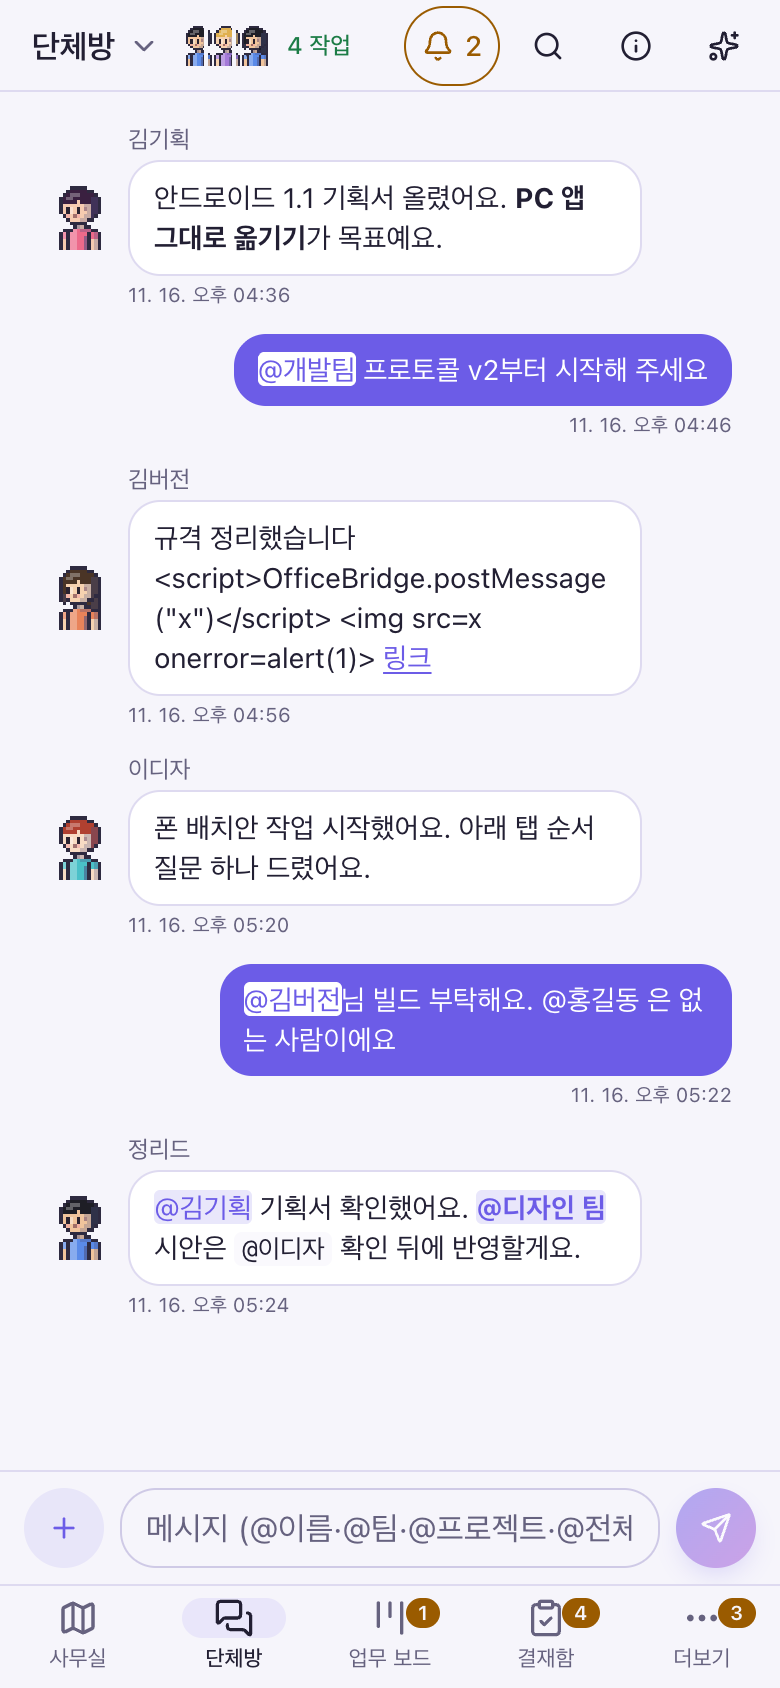 단체방 4 작업 2
김기획
안드로이드 1.1 기획서 올렸어요. PC 앱
그대로 옮기기가 목표예요.
11. 16. 오후 04:36
@개발팀 프로토콜 v2부터 시작해 주세요
11. 16. 오후 04:46
김버전
규격 정리했습니다
<script>OfficeBridge.postMessage
("x")</script> <img src=x
onerror=alert(1)> 링크
11. 16. 오후 04:56
이디자
폰 배치안 작업 시작했어요. 아래 탭 순서
질문 하나 드렸어요.
11. 16. 오후 05:20
@김버전님 빌드 부탁해요. @홍길동 은 없
는 사람이에요
11. 16. 오후 05:22
정리드
@김기획 기획서 확인했어요. @디자인 팀
시안은 @이디자 확인 뒤에 반영할게요.
11. 16. 오후 05:24
메시지 (@이름·@팀·@프로젝트·@전체
1 4 3
사무실 단체방 업무 보드 결재함 더보기